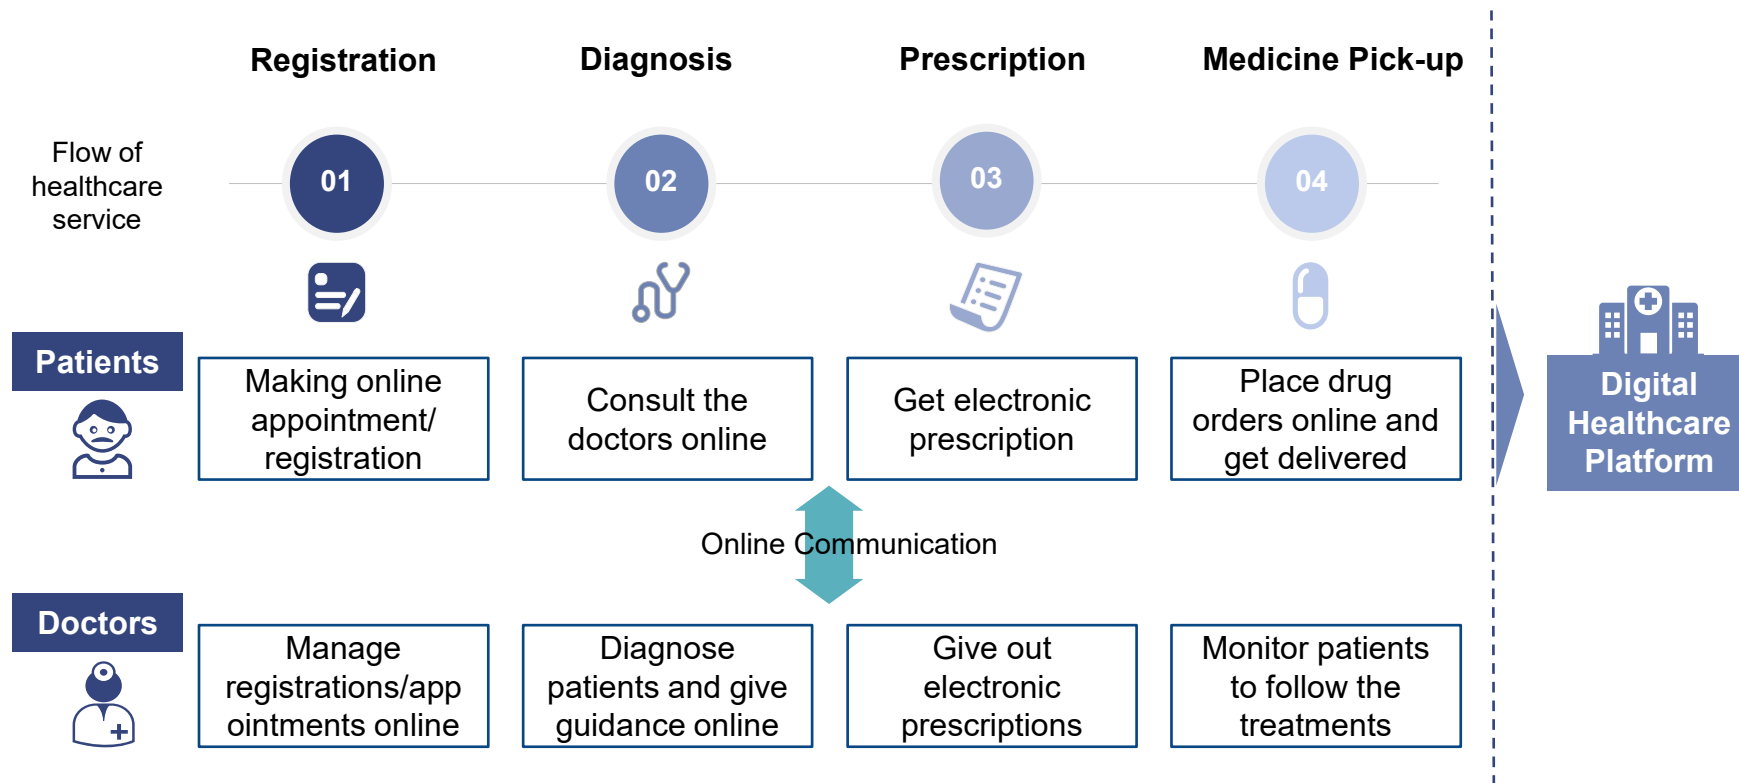 Registration
Diagnosis
Prescription
Medicine Pick-up
Flow of
healthcare
service
01
02
03
04
Patients
Making online
appointment/
registration
Consult the
doctors online
Get electronic
prescription
Place drug
orders online and
get delivered
Digital
Healthcare
Platform
Online Communication
Doctors
Manage
registrations/app
ointments online
Diagnose
patients and give
guidance online
Give out
electronic
prescriptions
Monitor patients
to follow the
treatments